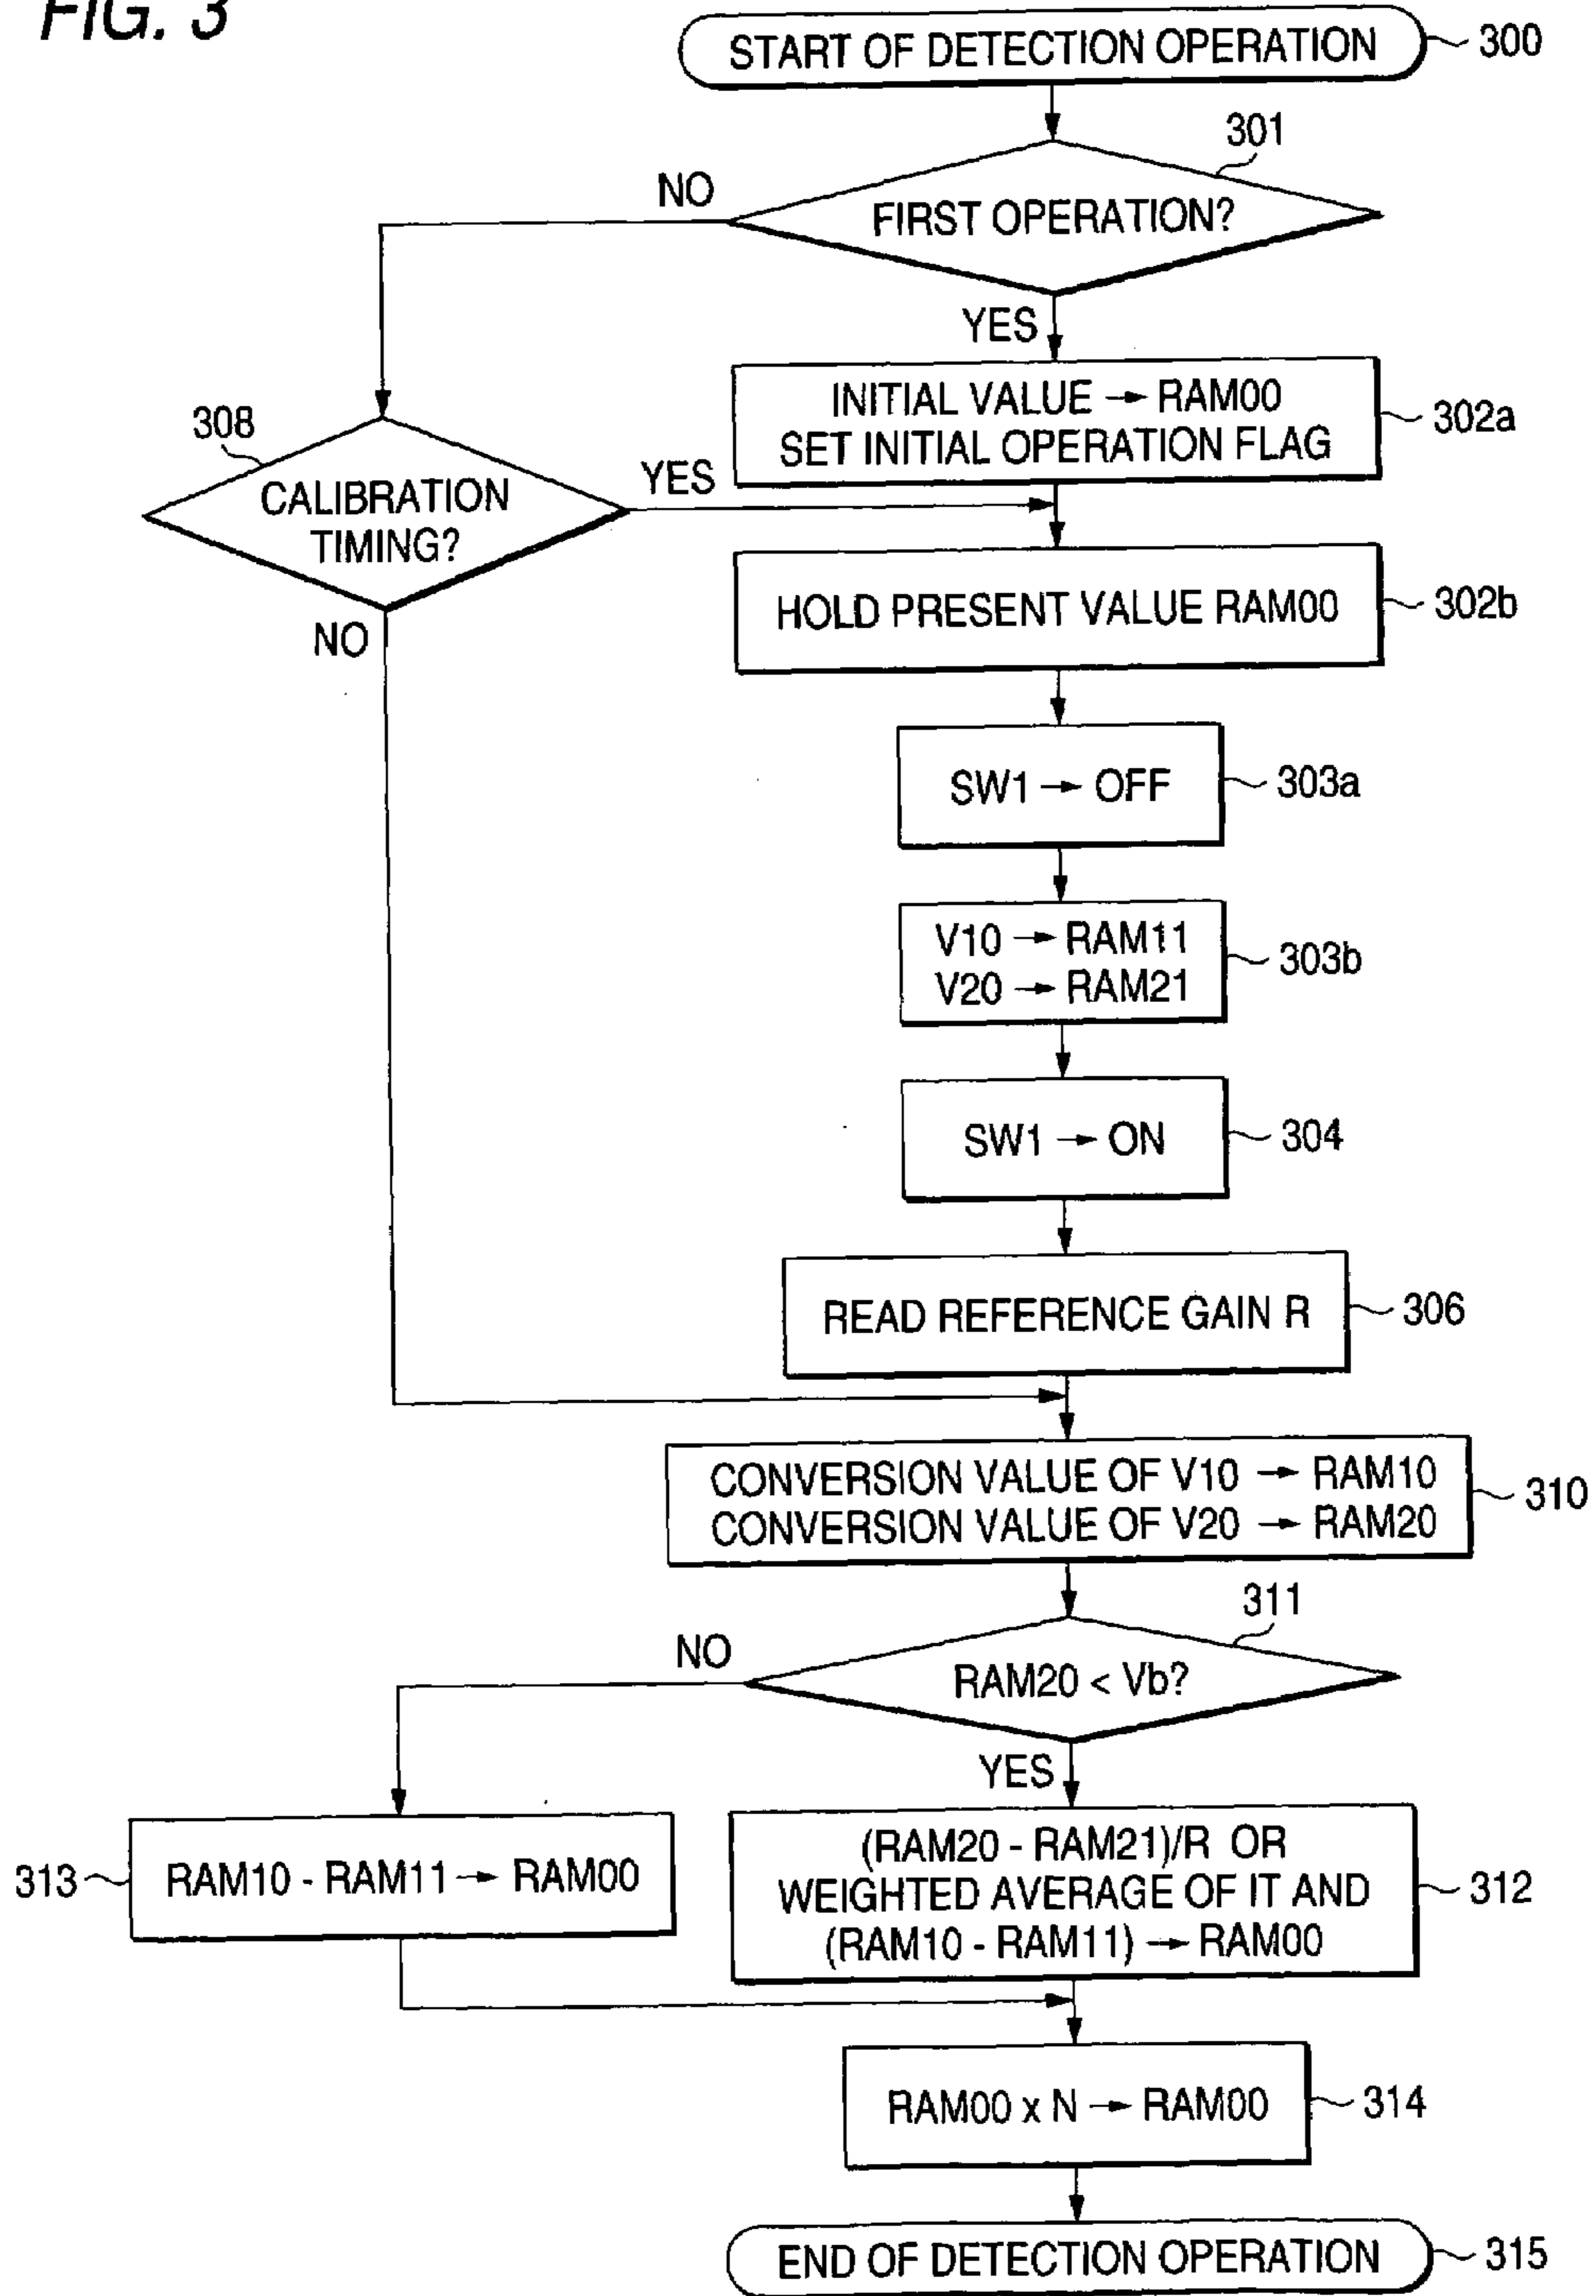 FIG. 3
START OF DETECTION OPERATION
300
301
NO
FIRST OPERATION?
YES
INITIAL VALUE → RAM00
SET INITIAL OPERATION FLAG
302a
308
CALIBRATION
TIMING?
YES
NO
HOLD PRESENT VALUE RAM00
302b
SW1 → OFF
303a
V10 → RAM11
V20 → RAM21
303b
SW1 → ON
304
READ REFERENCE GAIN R
306
CONVERSION VALUE OF V10 → RAM10
CONVERSION VALUE OF V20 → RAM20
310
311
NO
RAM20 < Vb?
YES
313
RAM10 - RAM11 → RAM00
(RAM20 - RAM21)/R OR
WEIGHTED AVERAGE OF IT AND
(RAM10 - RAM11) → RAM00
312
RAM00 x N → RAM00
314
END OF DETECTION OPERATION
315